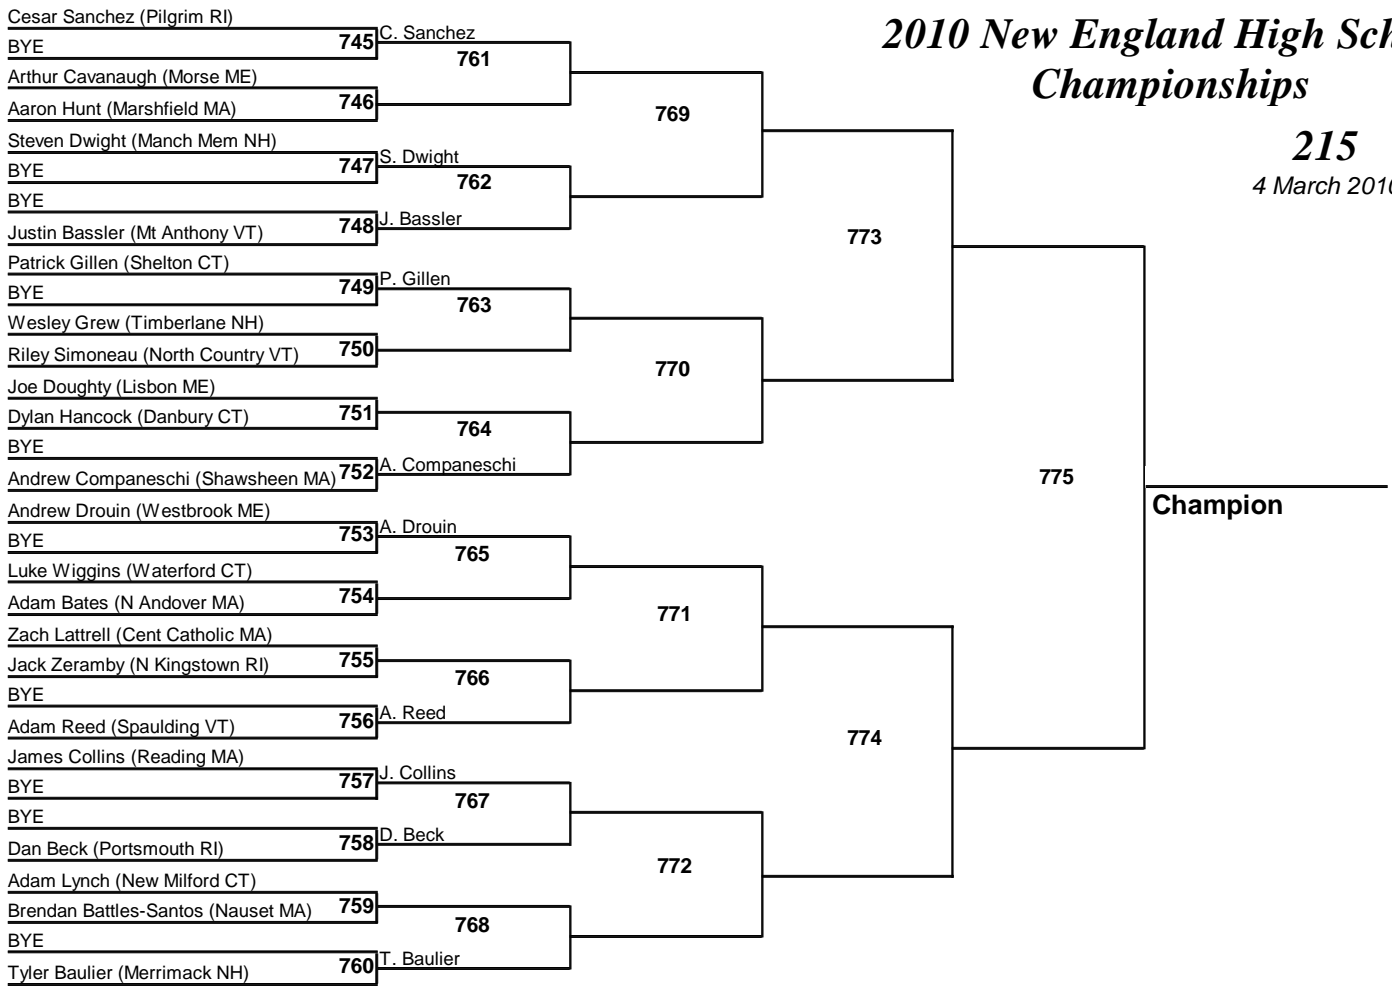 Cesar Sanchez (Pilgrim RI)
BYE
745
C. Sanchez
761
Arthur Cavanaugh (Morse ME)
Aaron Hunt (Marshfield MA)
746
769
Steven Dwight (Manch Mem NH)
BYE
747
S. Dwight
762
BYE
Justin Bassler (Mt Anthony VT)
748
J. Bassler
773
Patrick Gillen (Shelton CT)
BYE
749
P. Gillen
763
Wesley Grew (Timberlane NH)
Riley Simoneau (North Country VT)
750
770
Joe Doughty (Lisbon ME)
Dylan Hancock (Danbury CT)
751
764
BYE
Andrew Companeschi (Shawsheen MA)
752
A. Companeschi
775
Champion
Andrew Drouin (Westbrook ME)
BYE
753
A. Drouin
765
Luke Wiggins (Waterford CT)
Adam Bates (N Andover MA)
754
771
Zach Lattrell (Cent Catholic MA)
Jack Zeramby (N Kingstown RI)
755
766
BYE
Adam Reed (Spaulding VT)
756
A. Reed
774
James Collins (Reading MA)
BYE
757
J. Collins
767
BYE
Dan Beck (Portsmouth RI)
758
D. Beck
772
Adam Lynch (New Milford CT)
Brendan Battles-Santos (Nauset MA)
759
768
BYE
Tyler Baulier (Merrimack NH)
760
T. Baulier
2010 New England High Sch
Championships
215
4 March 2010